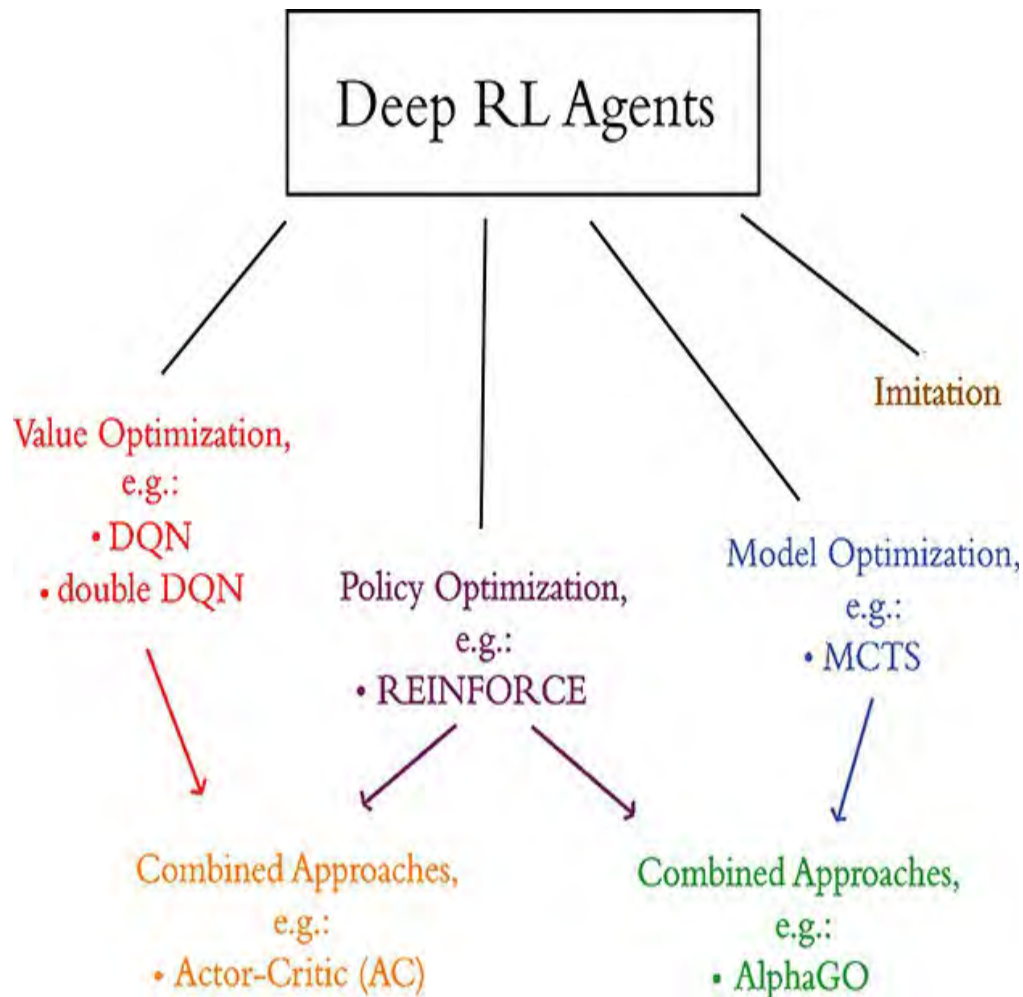 Deep RL Agents
Imitation
Value Optimization,
e.g.:
• DQN
• double DQN
Policy Optimization,
e.g.:
• REINFORCE
Model Optimization,
e.g.:
• MCTS
Combined Approaches,
e.g.:
• Actor-Critic (AC)
Combined Approaches,
e.g.:
• AlphaGO